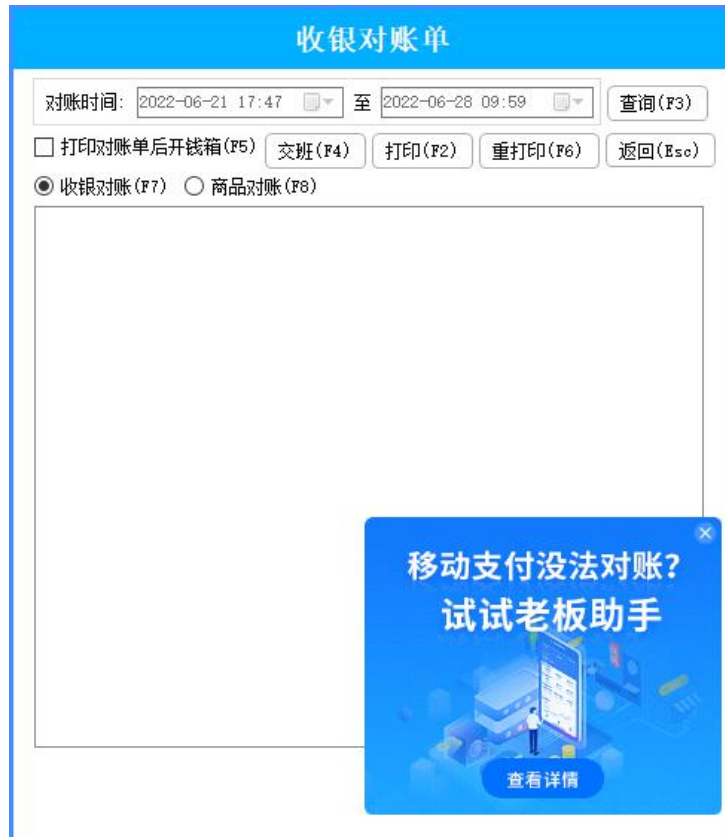 收银对账单
对账时间: 2022-06-21 17:47 至 2022-06-28 09:59 查询(F3)
打印对账单后开钱箱(F5) 交班(F4) 打印(F2) 重打印(F6) 返回(Esc)
收银对账(F7) 商品对账(F8)
移动支付没法对账?
试试老板助手
查看详情